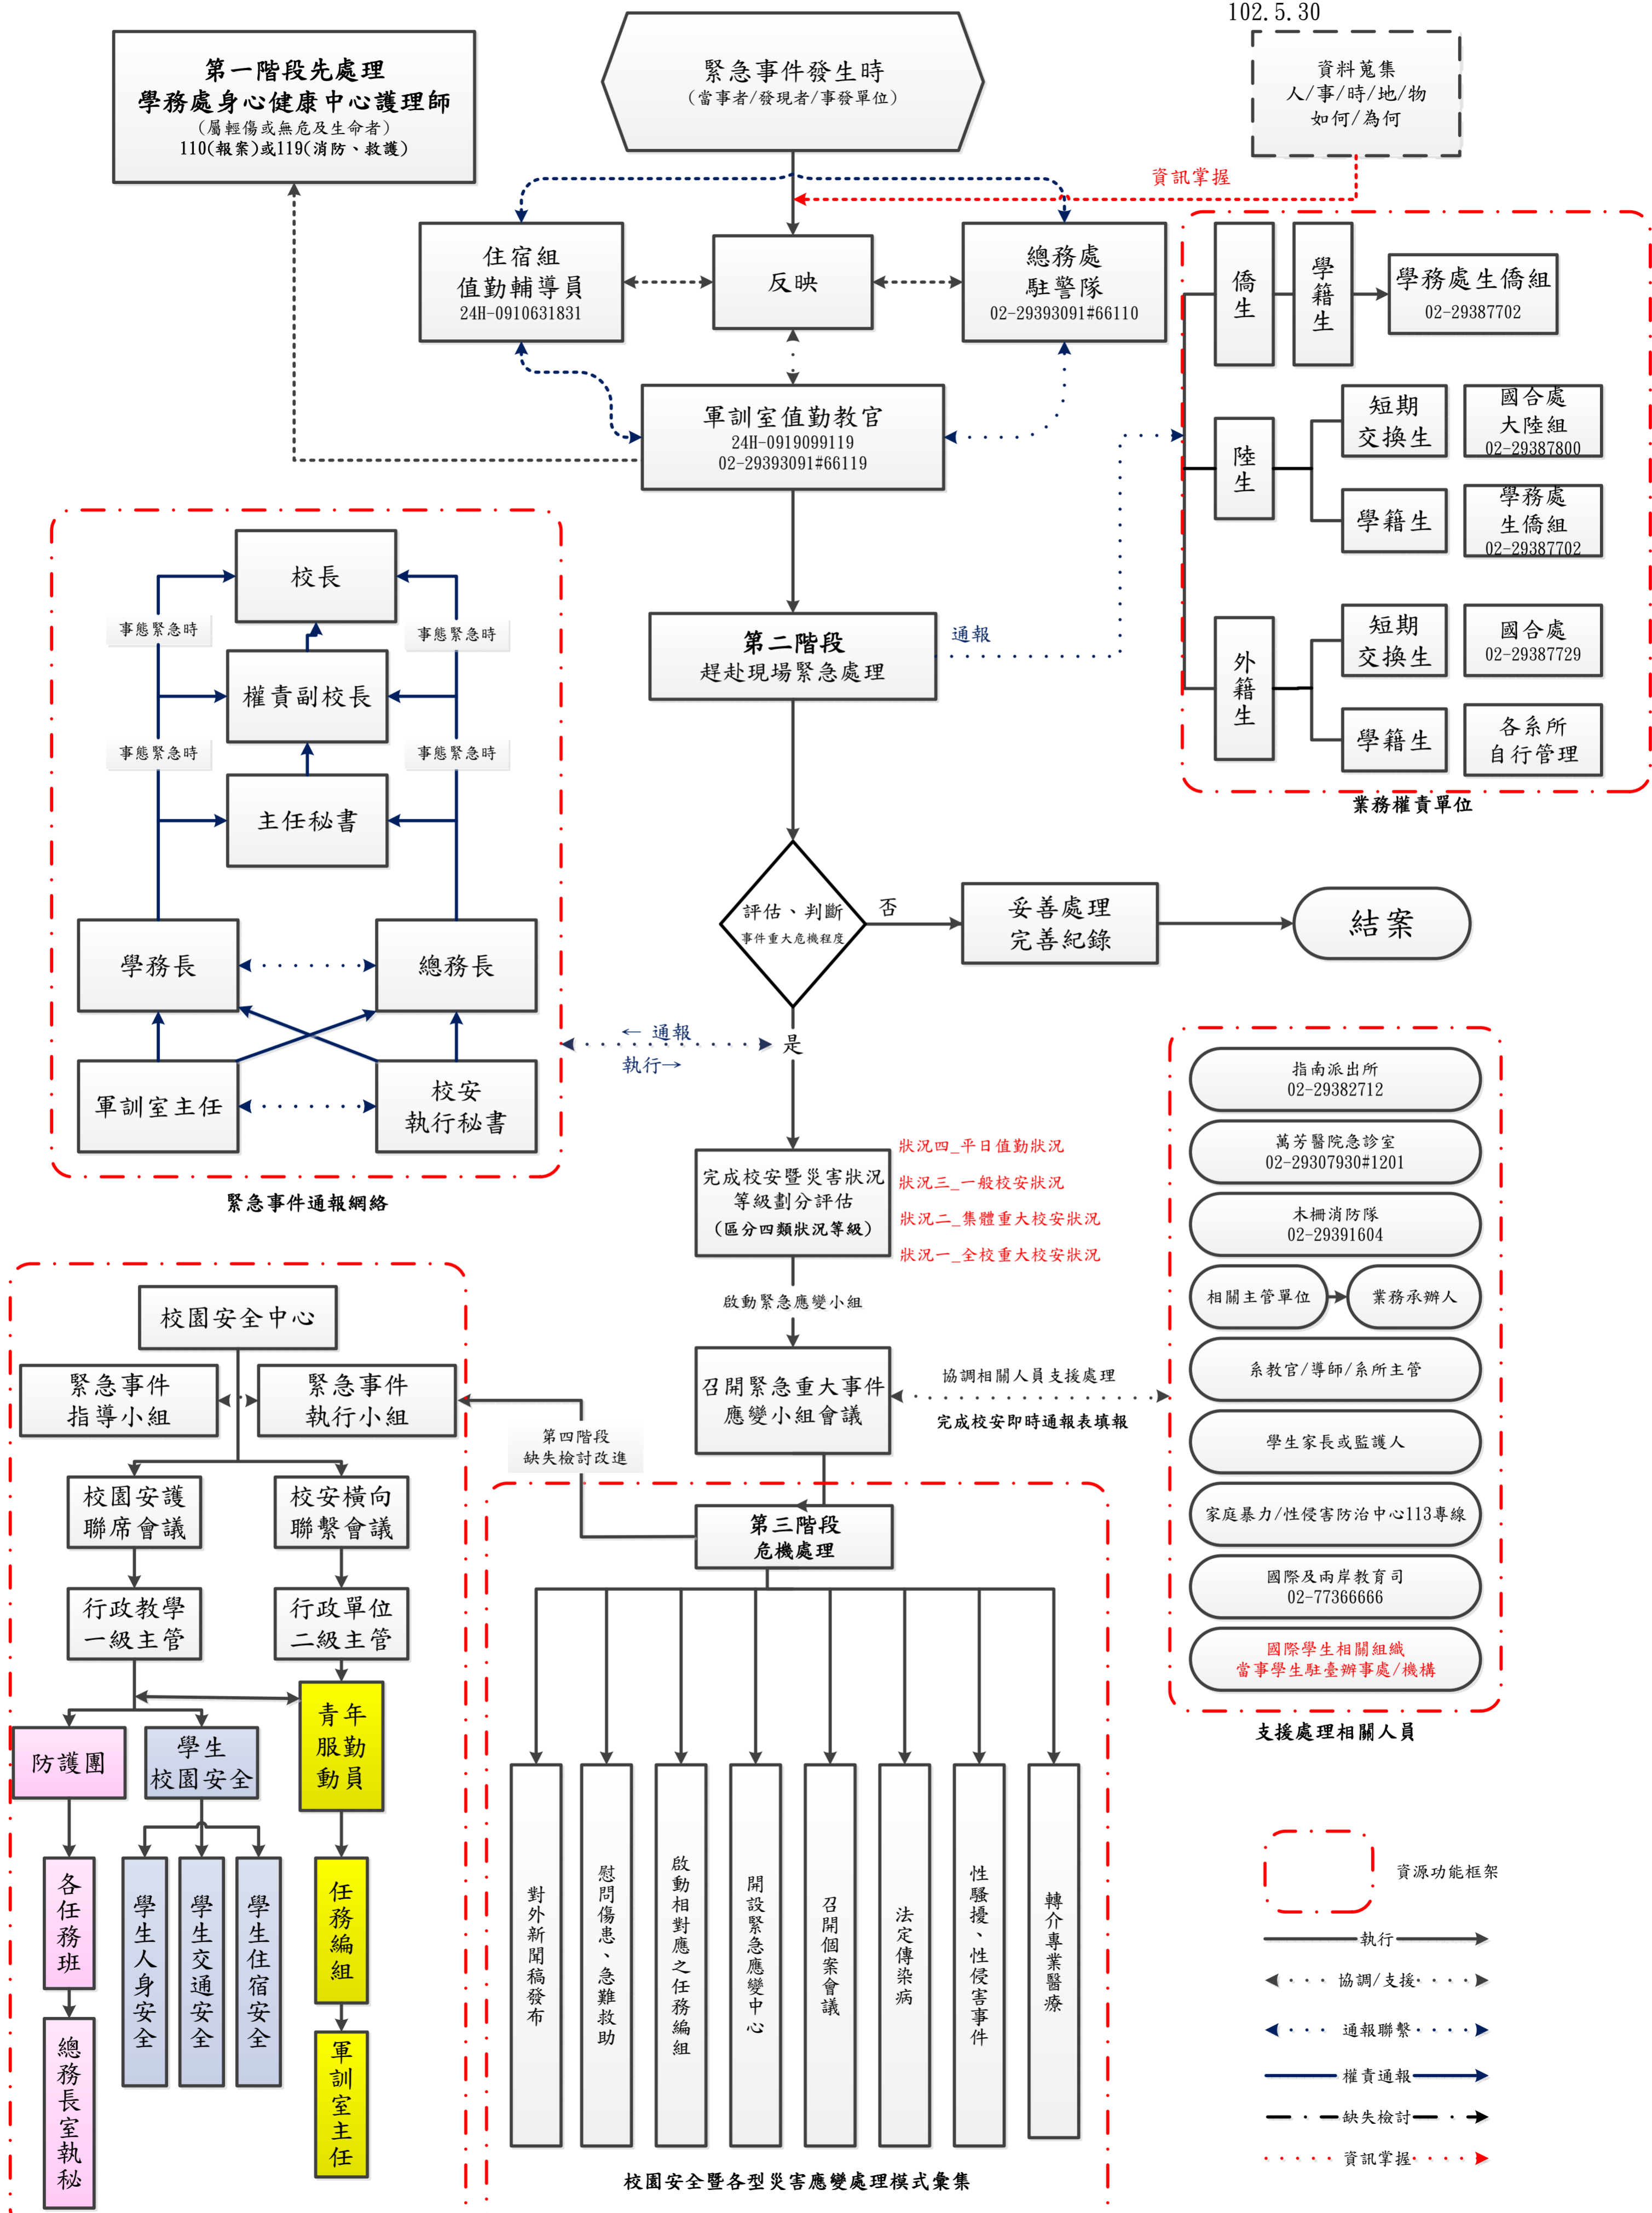 102.5.30
第一階段先處理
學務處身心健康中心護理師
(屬輕傷或無危及生命者)
110(報案)或119(消防、救護)
緊急事件發生時
(當事者/發現者/事發單位)
資料蒐集
人/事/時/地/物
如何/為何
資訊掌握
住宿組
值勤輔導員
24H-0910631831
反映
總務處
駐警隊
02-29393091#66110
軍訓室值勤教官
24H-0919099119
02-29393091#66119
僑生
學籍生
學務處生僑組
02-29387702
陸生
短期
交換生
國合處
大陸組
02-29387800
學籍生
學務處
生僑組
02-29387702
外籍生
短期
交換生
國合處
02-29387729
學籍生
各系所
自行管理
業務權責單位
第二階段
趕赴現場緊急處理
通報
校長
事態緊急時
事態緊急時
權責副校長
事態緊急時
事態緊急時
主任秘書
學務長
總務長
軍訓室主任
校安
執行秘書
緊急事件通報網絡
評估、判斷
事件重大危機程度
否
妥善處理
完善紀錄
結案
← 通報
執行→
是
完成校安暨災害狀況
等級劃分評估
(區分四類狀況等級)
狀況四_平日值勤狀況
狀況三_一般校安狀況
狀況二_集體重大校安狀況
狀況一_全校重大校安狀況
啟動緊急應變小組
召開緊急重大事件
應變小組會議
協調相關人員支援處理
完成校安即時通報表填報
指南派出所
02-29382712
萬芳醫院急診室
02-29307930#1201
木柵消防隊
02-29391604
相關主管單位
業務承辦人
系教官/導師/系所主管
學生家長或監護人
家庭暴力/性侵害防治中心113專線
國際及兩岸教育司
02-77366666
國際學生相關組織
當事學生駐臺辦事處/機構
支援處理相關人員
校園安全中心
緊急事件
指導小組
緊急事件
執行小組
第四階段
缺失檢討改進
校園安護
聯席會議
校安橫向
聯繫會議
行政教學
一級主管
行政單位
二級主管
防護團
學生
校園安全
青年
服勤
動員
各任務班
學生人身安全
學生交通安全
學生住宿安全
任務編組
總務長室執秘
軍訓室主任
第三階段
危機處理
對外新聞稿發布
慰問傷患、急難救助
啟動相對應之任務編組
開設緊急應變中心
召開個案會議
法定傳染病
性騷擾、性侵害事件
轉介專業醫療
校園安全暨各型災害應變處理模式彙集
資源功能框架
執行
協調/支援
通報聯繫
權責通報
缺失檢討
資訊掌握